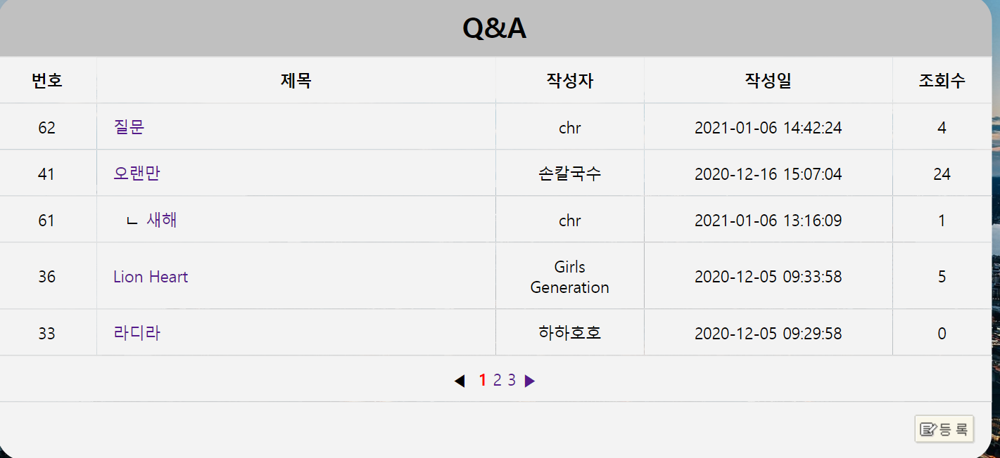 Q&A
번호 제목 작성자 작성일 조회수
62 질문 chr 2021-01-06 14:42:24 4
41 오랜만 손칼국수 2020-12-16 15:07:04 24
61 ㄴ 새해 chr 2021-01-06 13:16:09 1
36 Lion Heart Girls Generation 2020-12-05 09:33:58 5
33 라디라 하하호호 2020-12-05 09:29:58 0
◀ 1 2 3 ▶
등 록